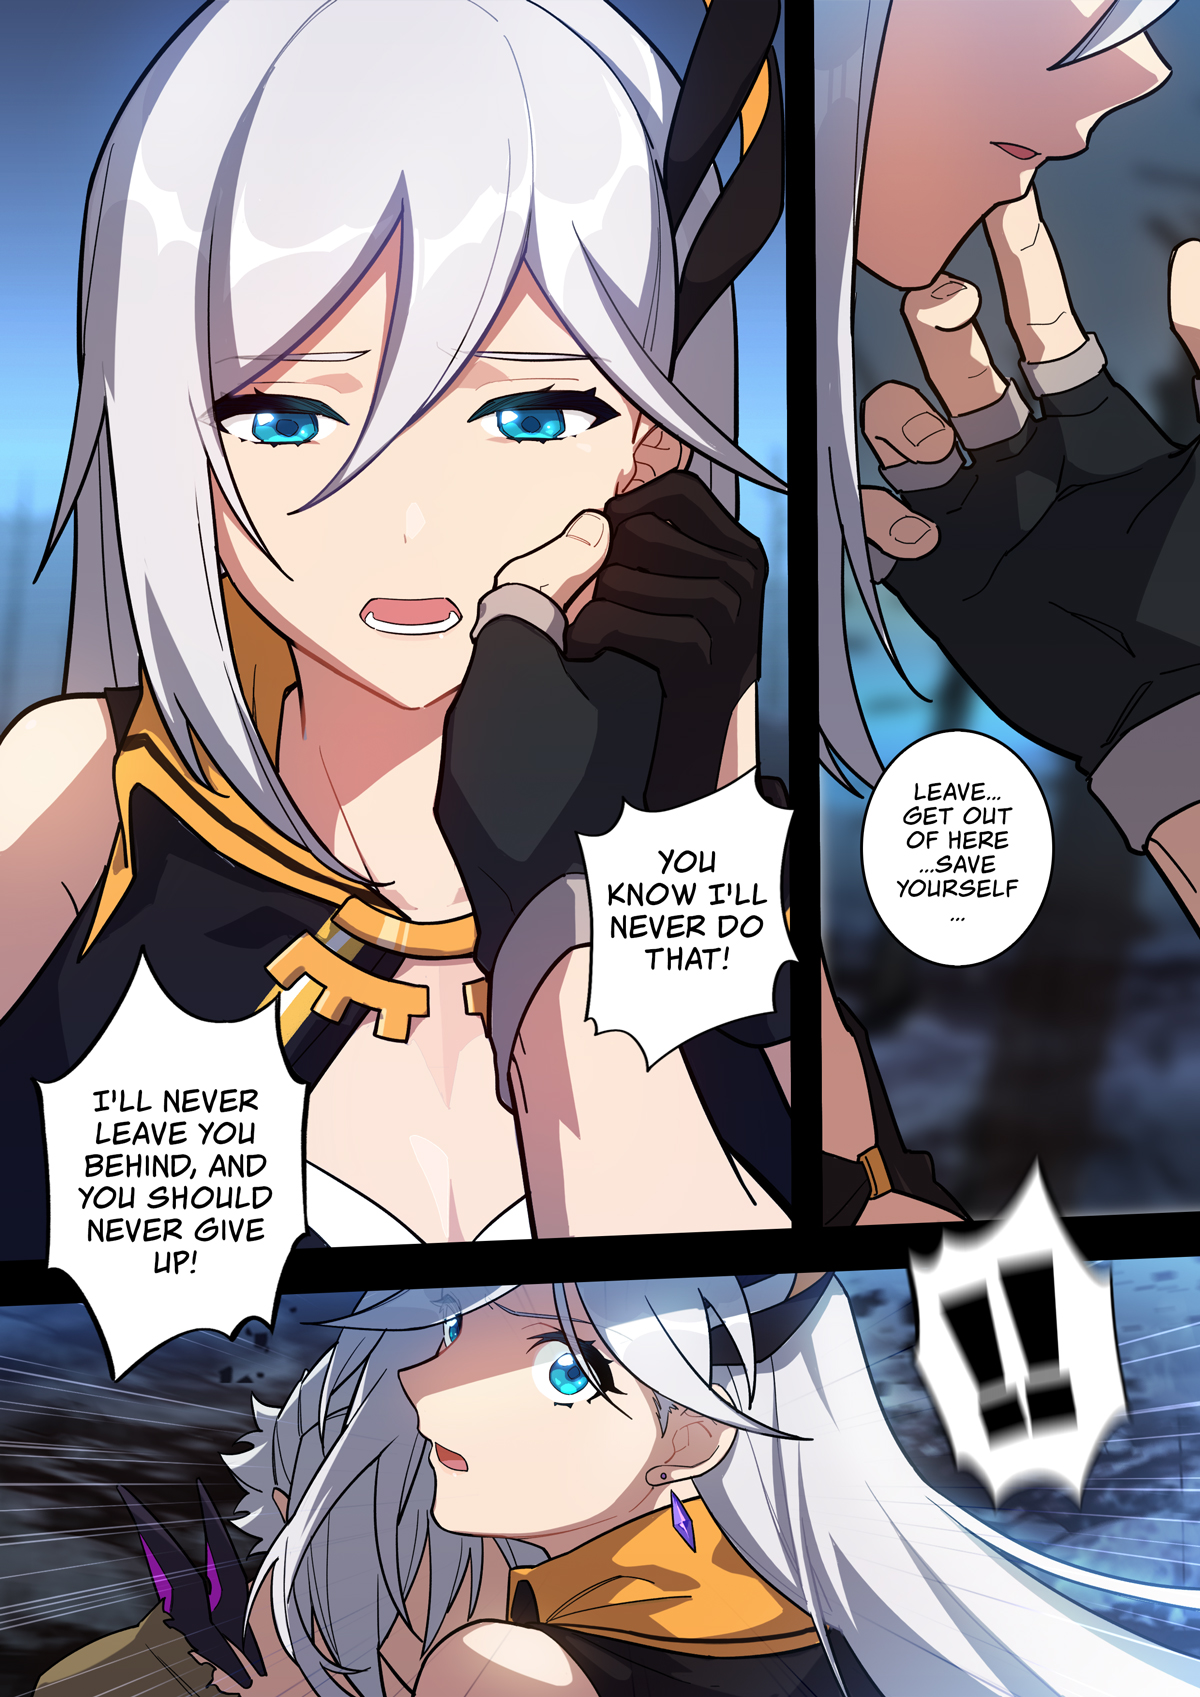 LEAVE...
GET OUT
OF HERE
...SAVE
YOURSELF
...
YOU
KNOW I'LL
NEVER DO
THAT!
I'LL NEVER
LEAVE YOU
BEHIND, AND
YOU SHOULD
NEVER GIVE
UP!
!!